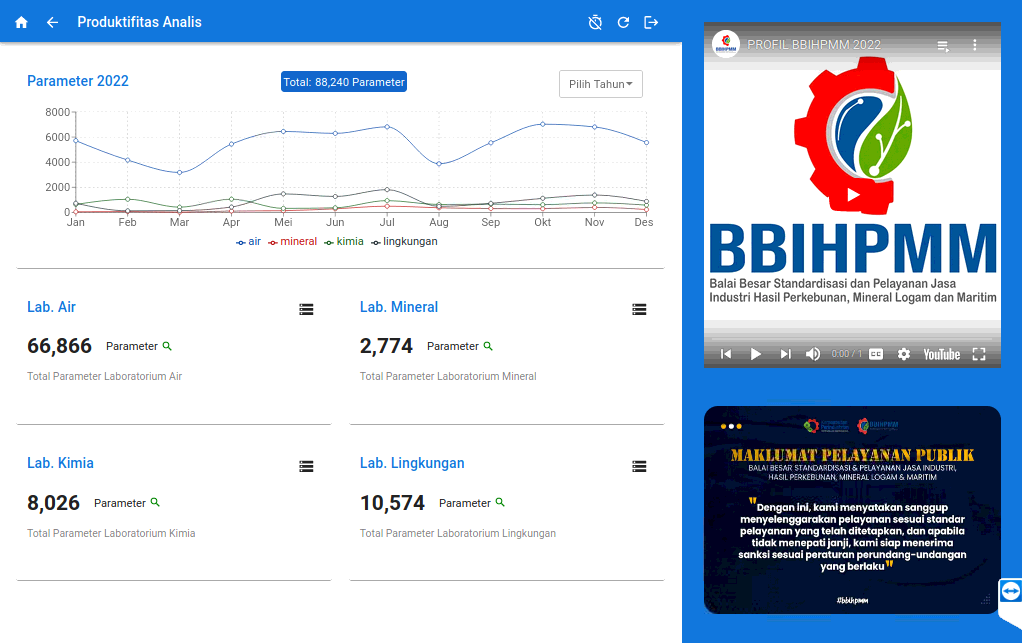 Produktifitas Analis
Parameter 2022
Total: 88,240 Parameter
Pilih Tahun
8000
6000
4000
2000
0
Jan Feb Mar Apr Mei Jun Jul Aug Sep Okt Nov Des
air mineral kimia lingkungan
Lab. Air
66,866 Parameter
Total Parameter Laboratorium Air
Lab. Mineral
2,774 Parameter
Total Parameter Laboratorium Mineral
Lab. Kimia
8,026 Parameter
Total Parameter Laboratorium Kimia
Lab. Lingkungan
10,574 Parameter
Total Parameter Laboratorium Lingkungan
PROFIL BBIHPMM 2022
BBIHPMM
Balai Besar Standardisasi dan Pelayanan Jasa
Industri Hasil Perkebunan, Mineral Logam dan Maritim
0:00 / 1
CC
YouTube
BBIHPMM
MAKLUMAT PELAYANAN PUBLIK
BALAI BESAR STANDARDISASI & PELAYANAN JASA INDUSTRI,
HASIL PERKEBUNAN, MINERAL LOGAM & MARITIM
"Dengan ini, kami menyatakan sanggup
menyelenggarakan pelayanan sesuai standar
pelayanan yang telah ditetapkan, dan apabila
tidak menepati janji, kami siap menerima
sanksi sesuai peraturan perundang-undangan
yang berlaku"
#bbihpmm